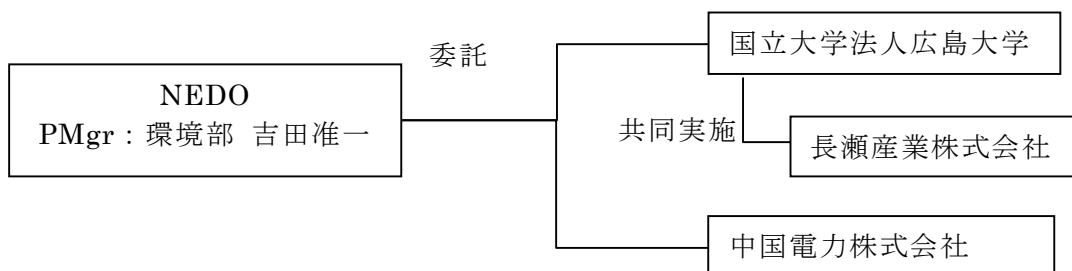 NEDO
PMgr：環境部 吉田准一
委託
国立大学法人広島大学
共同実施
長瀬産業株式会社
中国電力株式会社